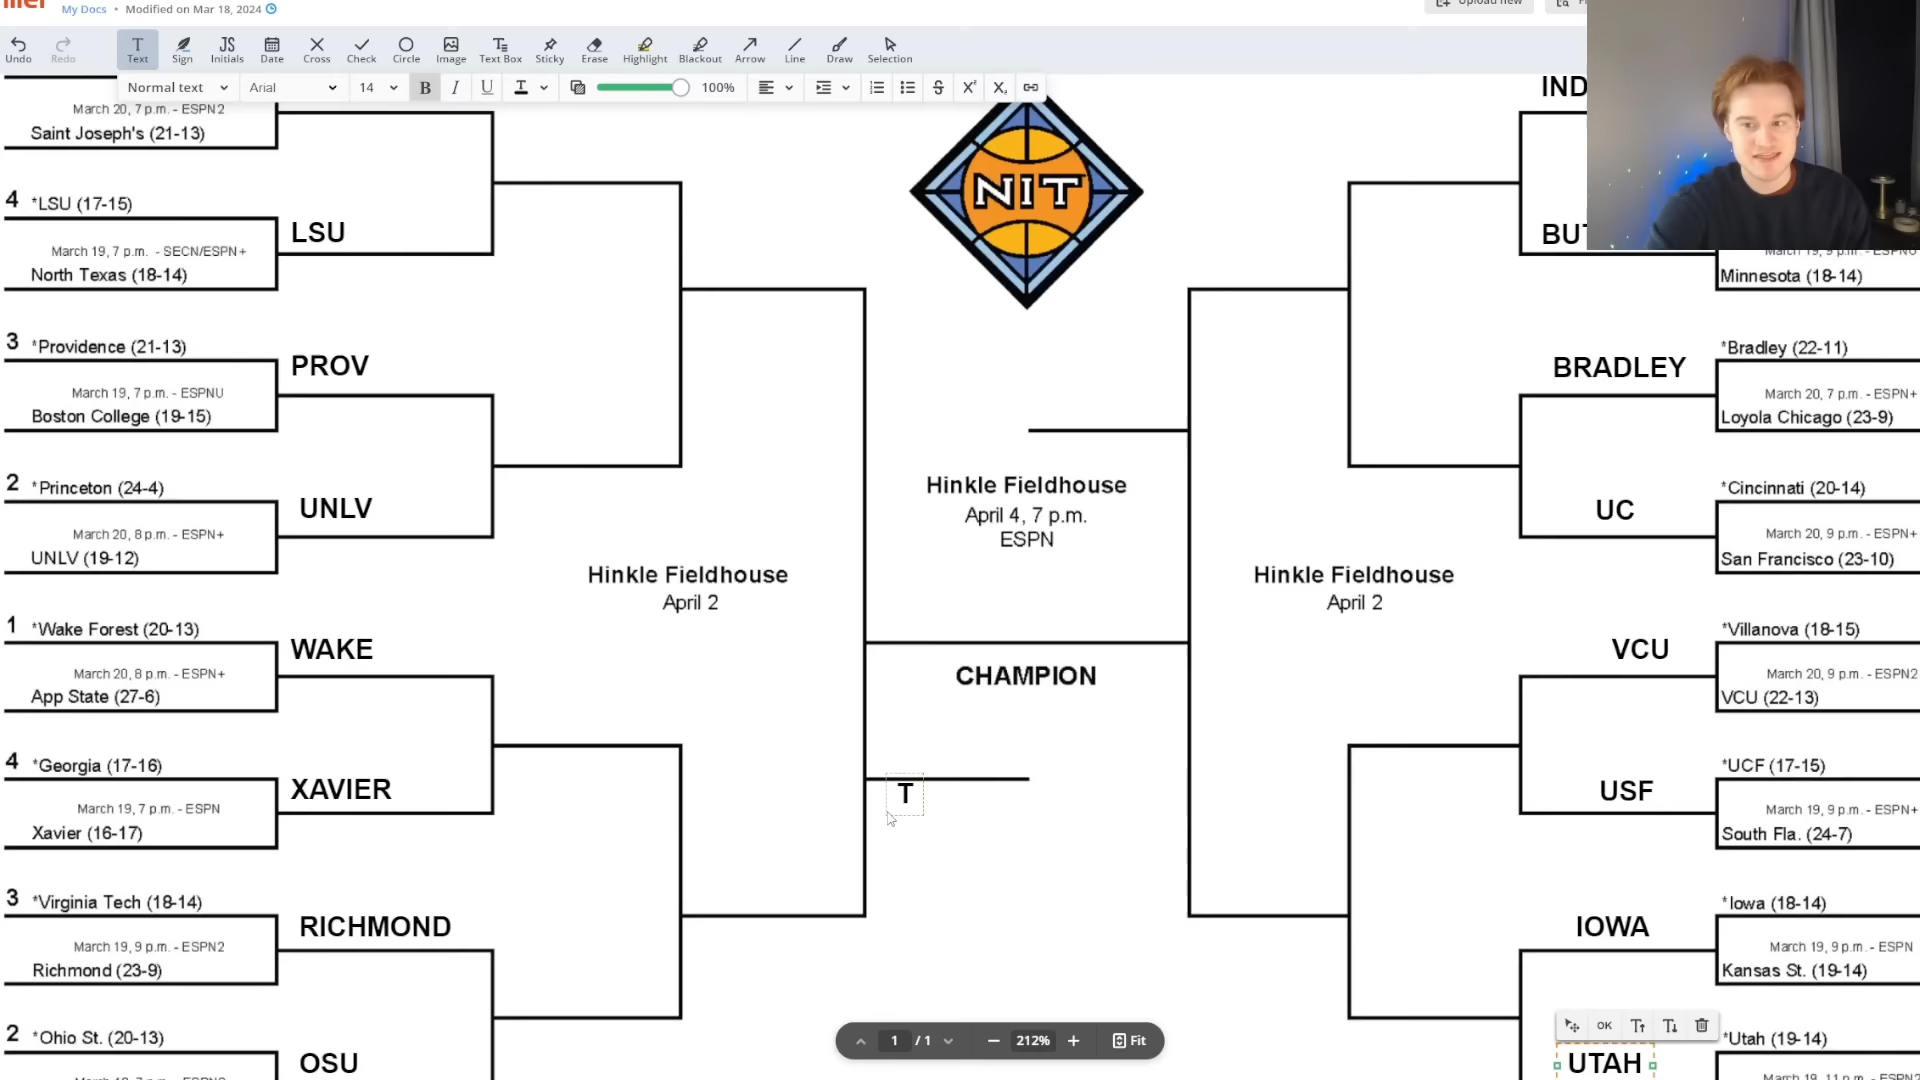 My Docs • Modified on Mar 18, 2024
Upload new
Undo
Redo
Text
Sign
Initials
Date
Cross
Check
Circle
Image
Text Box
Sticky
Erase
Highlight
Blackout
Arrow
Line
Draw
Selection
Normal text
Arial
14
B
I
U
100%
March 20, 7 p.m. - ESPN2
Saint Joseph's (21-13)
4 *LSU (17-15)
March 19, 7 p.m. - SECN/ESPN+
North Texas (18-14)
LSU
3 *Providence (21-13)
March 19, 7 p.m. - ESPNU
Boston College (19-15)
PROV
2 *Princeton (24-4)
March 20, 8 p.m. - ESPN+
UNLV (19-12)
UNLV
1 *Wake Forest (20-13)
March 20, 8 p.m. - ESPN+
App State (27-6)
WAKE
4 *Georgia (17-16)
March 19, 7 p.m. - ESPN
Xavier (16-17)
XAVIER
3 *Virginia Tech (18-14)
March 19, 9 p.m. - ESPN2
Richmond (23-9)
RICHMOND
2 *Ohio St. (20-13)
OSU
NIT
Hinkle Fieldhouse
April 4, 7 p.m.
ESPN
Hinkle Fieldhouse
April 2
Hinkle Fieldhouse
April 2
CHAMPION
T
1 / 1
212%
Fit
IND
BUT
Minnesota (18-14)
BRADLEY
*Bradley (22-11)
March 20, 7 p.m. - ESPN+
Loyola Chicago (23-9)
UC
*Cincinnati (20-14)
March 20, 9 p.m. - ESPN+
San Francisco (23-10)
VCU
*Villanova (18-15)
March 20, 9 p.m. - ESPN2
VCU (22-13)
USF
*UCF (17-15)
March 19, 9 p.m. - ESPN+
South Fla. (24-7)
IOWA
*Iowa (18-14)
March 19, 9 p.m. - ESPN
Kansas St. (19-14)
OK
UTAH
*Utah (19-14)